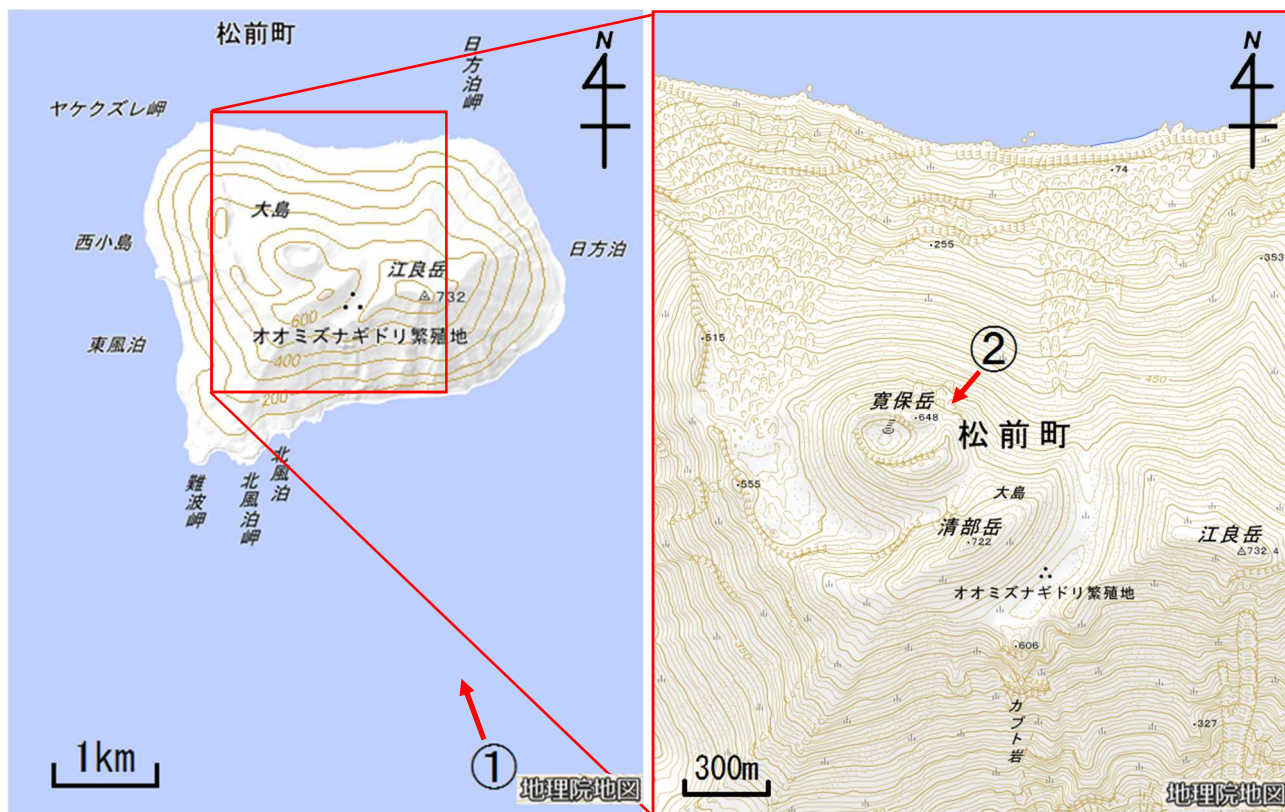 松前町
N
日方泊岬
ヤケクズレ岬
大島
西小島
江良岳
日方泊
732
600
オオミズナギドリ繁殖地
東風泊
400
200
北風泊
北風泊岬
難波岬
1km
①
地理院地図
N
74
255
353
515
②
450
寛保岳
648
松前町
大島
555
清部岳
722
江良岳
732.4
オオミズナギドリ繁殖地
606
350
カブト岩
327
300m
地理院地図